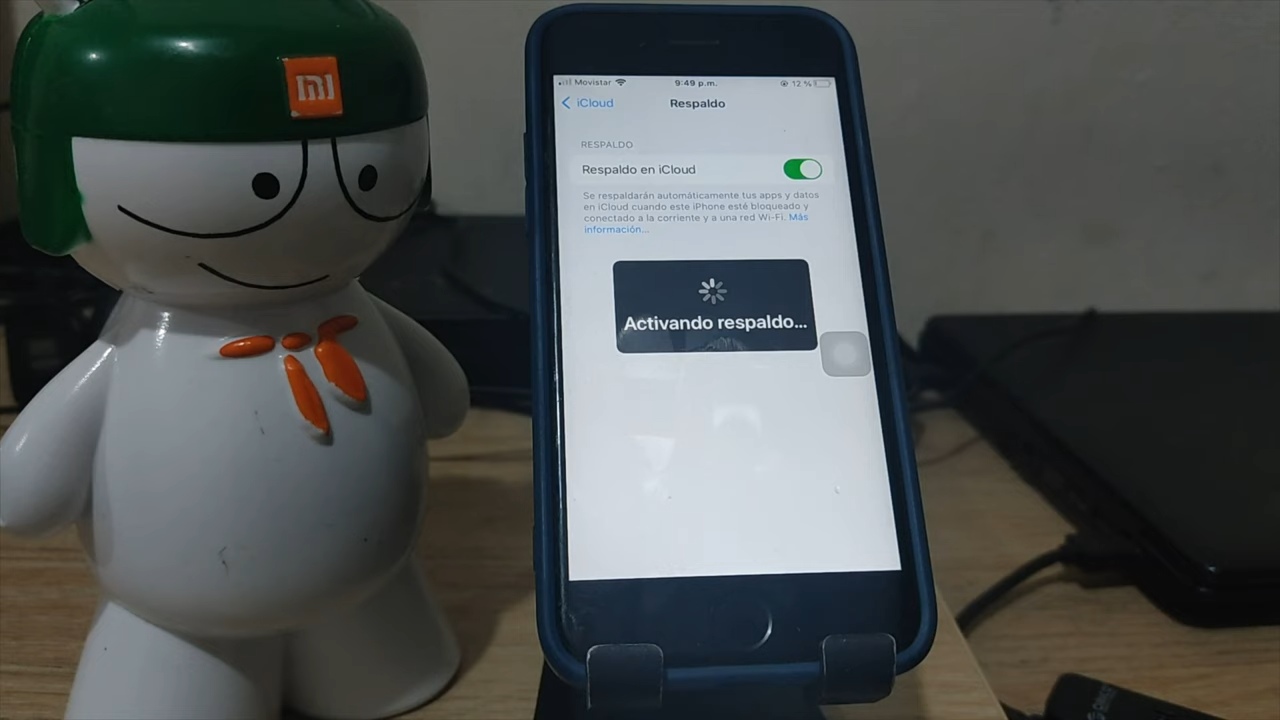 Movistar 9:49 p.m. 12 %
iCloud Respaldo
RESPALDO
Respaldo en iCloud
Se respaldarán automáticamente tus apps y datos
en iCloud cuando este iPhone esté bloqueado y
conectado a la corriente y a una red Wi-Fi. Más
información...
Activando respaldo...